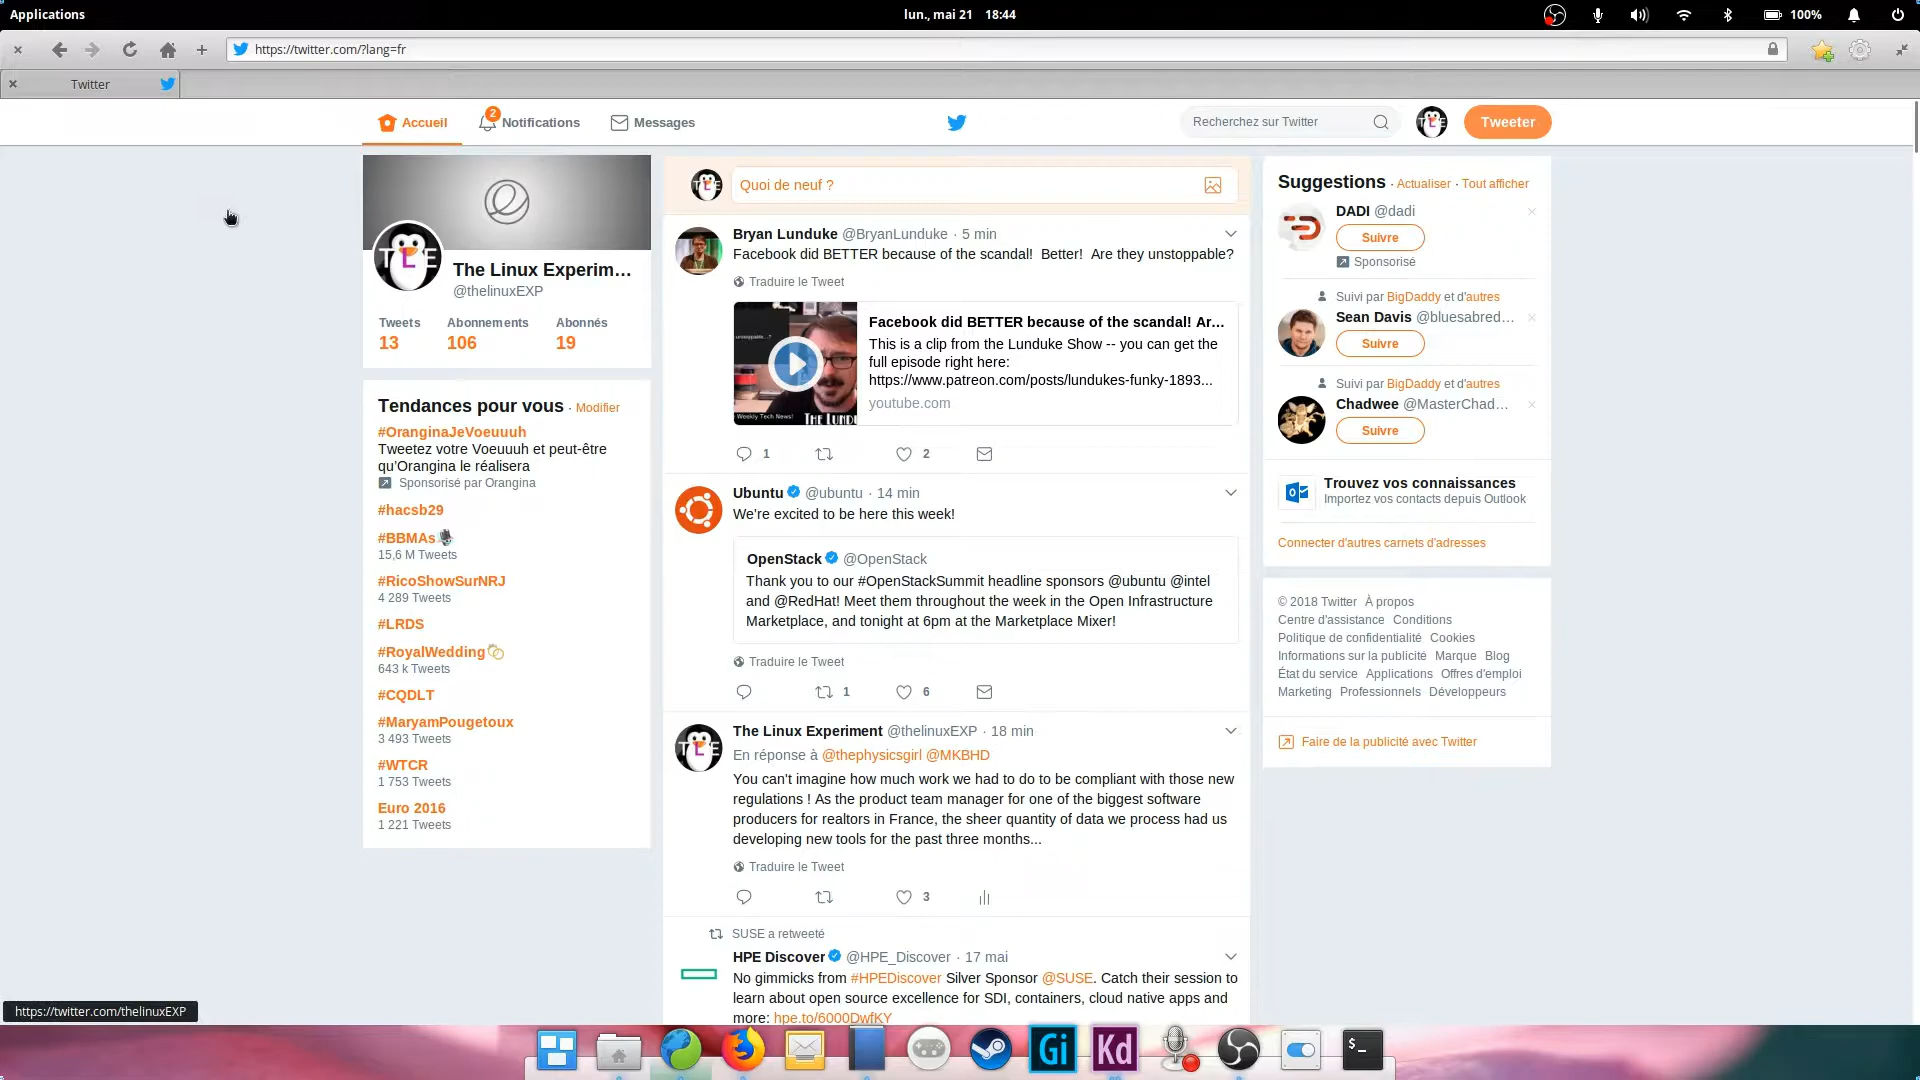 Applications
lun., mai 21 18:44
100%
https://twitter.com/?lang=fr
Twitter
Accueil
2
Notifications
Messages
Recherchez sur Twitter
Tweeter
TLE
The Linux Experim...
@thelinuxEXP
Tweets Abonnements Abonnés
13 106 19
Tendances pour vous · Modifier
#OranginaJeVoeuuuh
Tweetez votre Voeuuuh et peut-être
qu'Orangina le réalisera
Sponsorisé par Orangina
#hacsb29
#BBMAs
15,6 M Tweets
#RicoShowSurNRJ
4 289 Tweets
#LRDS
#RoyalWedding
643 k Tweets
#CQDLT
#MaryamPougetoux
3 493 Tweets
#WTCR
1 753 Tweets
Euro 2016
1 221 Tweets
Quoi de neuf ?
Bryan Lunduke @BryanLunduke · 5 min
Facebook did BETTER because of the scandal! Better! Are they unstoppable?
Traduire le Tweet
Weekly Tech News!
Facebook did BETTER because of the scandal! Ar...
This is a clip from the Lunduke Show -- you can get the
full episode right here:
https://www.patreon.com/posts/lundukes-funky-1893...
youtube.com
1 2
Ubuntu @ubuntu · 14 min
We're excited to be here this week!
OpenStack @OpenStack
Thank you to our #OpenStackSummit headline sponsors @ubuntu @intel
and @RedHat! Meet them throughout the week in the Open Infrastructure
Marketplace, and tonight at 6pm at the Marketplace Mixer!
Traduire le Tweet
1 6
The Linux Experiment @thelinuxEXP · 18 min
En réponse à @thephysicsgirl @MKBHD
You can't imagine how much work we had to do to be compliant with those new
regulations ! As the product team manager for one of the biggest software
producers for realtors in France, the sheer quantity of data we process had us
developing new tools for the past three months...
Traduire le Tweet
3
SUSE a retweeté
HPE Discover @HPE_Discover · 17 mai
No gimmicks from #HPEDiscover Silver Sponsor @SUSE. Catch their session to
learn about open source excellence for SDI, containers, cloud native apps and
more: hpe.to/6000DwfKY
Suggestions · Actualiser · Tout afficher
DADI @dadi
Suivre
Sponsorisé
Suivi par BigDaddy et d'autres
Sean Davis @bluesabred...
Suivre
Suivi par BigDaddy et d'autres
Chadwee @MasterChad...
Suivre
Trouvez vos connaissances
Importez vos contacts depuis Outlook
Connecter d'autres carnets d'adresses
© 2018 Twitter À propos
Centre d'assistance Conditions
Politique de confidentialité Cookies
Informations sur la publicité Marque Blog
État du service Applications Offres d'emploi
Marketing Professionnels Développeurs
Faire de la publicité avec Twitter
https://twitter.com/thelinuxEXP
Gi
Kd